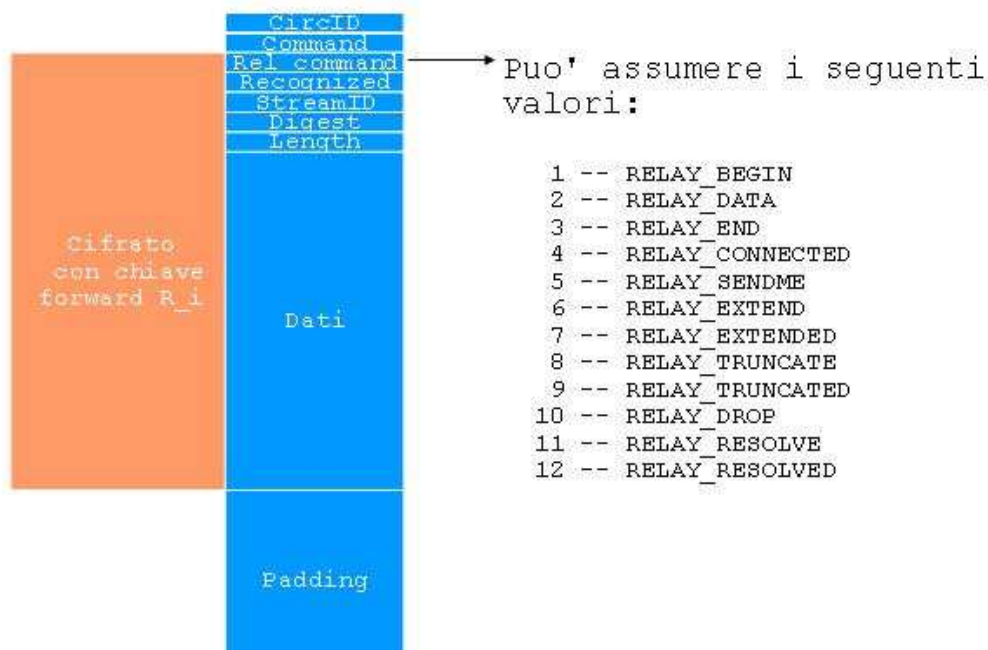 CircID
Command
Rel command
Recognized
StreamID
Digest
Length
Cifrato
con chiave
forward R_i
Dati
Padding
Puo' assumere i seguenti
valori:
1 -- RELAY_BEGIN
2 -- RELAY_DATA
3 -- RELAY_END
4 -- RELAY_CONNECTED
5 -- RELAY_SENDME
6 -- RELAY_EXTEND
7 -- RELAY_EXTENDED
8 -- RELAY_TRUNCATE
9 -- RELAY_TRUNCATED
10 -- RELAY_DROP
11 -- RELAY_RESOLVE
12 -- RELAY_RESOLVED